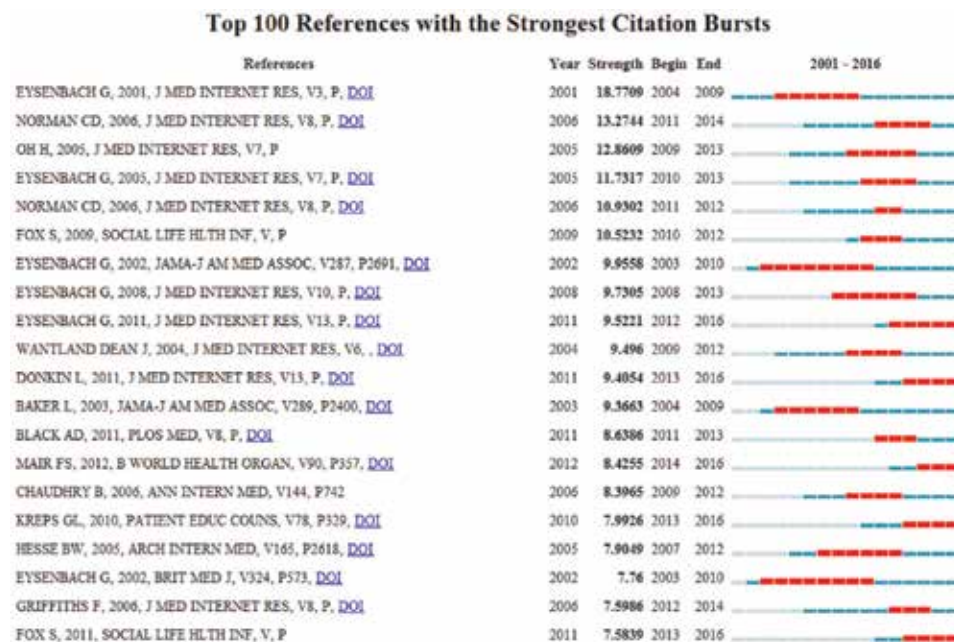 Top 100 References with the Strongest Citation Bursts
References Year Strength Begin End 2001 - 2016
EYSENBACH G, 2001, J MED INTERNET RES, V3, P, DOI 2001 18.7709 2004 2009
NORMAN CD, 2006, J MED INTERNET RES, V8, P, DOI 2006 13.2744 2011 2014
OH H, 2005, J MED INTERNET RES, V7, P 2005 12.8609 2009 2013
EYSENBACH G, 2005, J MED INTERNET RES, V7, P, DOI 2005 11.7317 2010 2013
NORMAN CD, 2006, J MED INTERNET RES, V8, P, DOI 2006 10.9302 2011 2012
FOX S, 2009, SOCIAL LIFE HLTH INF, V, P 2009 10.5232 2010 2012
EYSENBACH G, 2002, JAMA-J AM MED ASSOC, V287, P2691, DOI 2002 9.9558 2003 2010
EYSENBACH G, 2008, J MED INTERNET RES, V10, P, DOI 2008 9.7305 2008 2013
EYSENBACH G, 2011, J MED INTERNET RES, V13, P, DOI 2011 9.5221 2012 2016
WANTLAND DEAN J, 2004, J MED INTERNET RES, V6, , DOI 2004 9.496 2009 2012
DONKIN L, 2011, J MED INTERNET RES, V13, P, DOI 2011 9.4054 2013 2016
BAKER L, 2003, JAMA-J AM MED ASSOC, V289, P2400, DOI 2003 9.3663 2004 2009
BLACK AD, 2011, PLOS MED, V8, P, DOI 2011 8.6386 2011 2013
MAIR FS, 2012, B WORLD HEALTH ORGAN, V90, P357, DOI 2012 8.4255 2014 2016
CHAUDHRY B, 2006, ANN INTERN MED, V144, P742 2006 8.3965 2009 2012
KREPS GL, 2010, PATIENT EDUC COUNS, V78, P329, DOI 2010 7.9926 2013 2016
HESSE BW, 2005, ARCH INTERN MED, V165, P2618, DOI 2005 7.9049 2007 2012
EYSENBACH G, 2002, BRIT MED J, V324, P573, DOI 2002 7.76 2003 2010
GRIFFITHS F, 2006, J MED INTERNET RES, V8, P, DOI 2006 7.5986 2012 2014
FOX S, 2011, SOCIAL LIFE HLTH INF, V, P 2011 7.5839 2013 2016